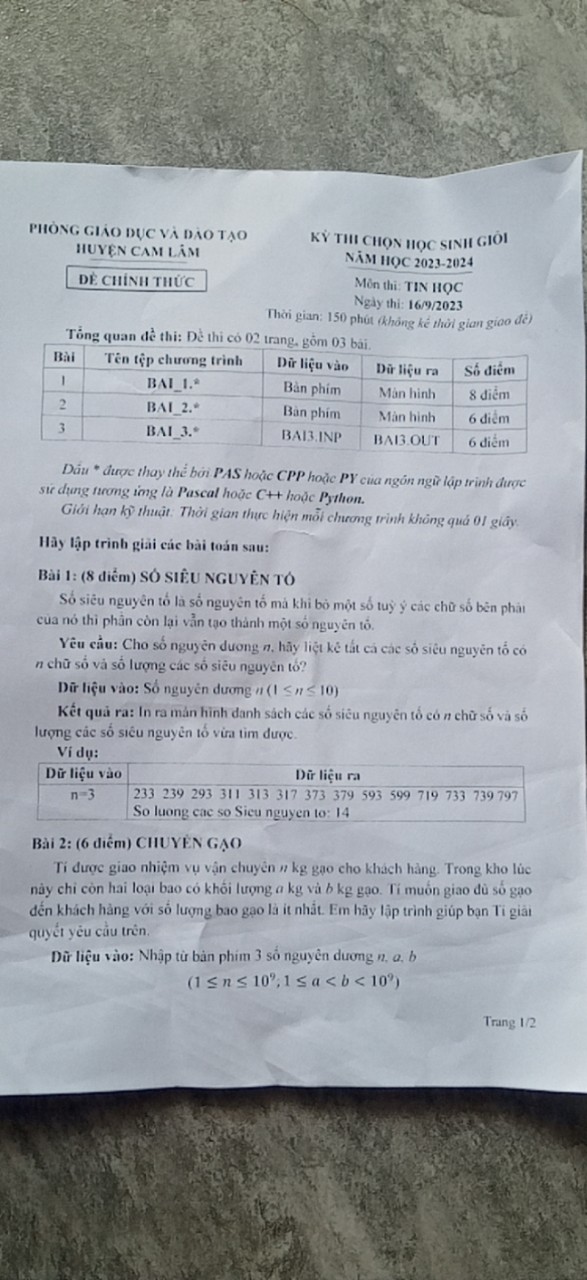 PHÒNG GIÁO DỤC VÀ ĐÀO TẠO
HUYỆN CAM LÂM
ĐỀ CHÍNH THỨC
KỲ THI CHỌN HỌC SINH GIỎI
NĂM HỌC 2023-2024
Môn thi: TIN HỌC
Ngày thi: 16/9/2023
Thời gian: 150 phút (không kể thời gian giao đề)
Tổng quan đề thi: Đề thi có 02 trang, gồm 03 bài.
Bài Tên tệp chương trình Dữ liệu vào Dữ liệu ra Số điểm
1 BAI_1.* Bàn phím Màn hình 8 điểm
2 BAI_2.* Bàn phím Màn hình 6 điểm
3 BAI_3.* BAI3.INP BAI3.OUT 6 điểm
Dấu * được thay thế bởi PAS hoặc CPP hoặc PY của ngôn ngữ lập trình được
sử dụng tương ứng là Pascal hoặc C++ hoặc Python.
Giới hạn kỹ thuật: Thời gian thực hiện mỗi chương trình không quá 01 giây.
Hãy lập trình giải các bài toán sau:
Bài 1: (8 điểm) SỐ SIÊU NGUYÊN TỐ
Số siêu nguyên tố là số nguyên tố mà khi bỏ một số tuỳ ý các chữ số bên phải
của nó thì phần còn lại vẫn tạo thành một số nguyên tố.
Yêu cầu: Cho số nguyên dương n, hãy liệt kê tất cả các số siêu nguyên tố có
n chữ số và số lượng các số siêu nguyên tố?
Dữ liệu vào: Số nguyên dương n (1 ≤ n ≤ 10)
Kết quả ra: In ra màn hình danh sách các số siêu nguyên tố có n chữ số và số
lượng các số siêu nguyên tố vừa tìm được.
Ví dụ:
Dữ liệu vào Dữ liệu ra
n=3 233 239 293 311 313 317 373 379 593 599 719 733 739 797
So luong cac so Sieu nguyen to: 14
Bài 2: (6 điểm) CHUYỂN GẠO
Tí được giao nhiệm vụ vận chuyển n kg gạo cho khách hàng. Trong kho lúc
này chỉ còn hai loại bao có khối lượng a kg và b kg gạo. Tí muốn giao đủ số gạo
đến khách hàng với số lượng bao gạo là ít nhất. Em hãy lập trình giúp bạn Tí giải
quyết yêu cầu trên.
Dữ liệu vào: Nhập từ bàn phím 3 số nguyên dương n, a, b
(1 ≤ n ≤ 10⁹; 1 ≤ a < b < 10⁹)
Trang 1/2